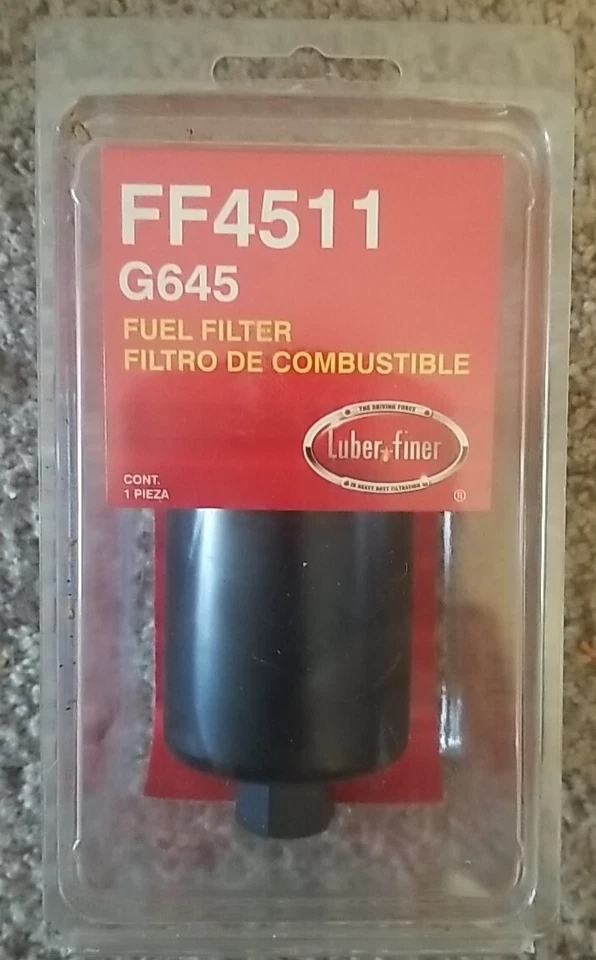 FF4511
G645
FUEL FILTER
FILTRO DE COMBUSTIBLE
THE DRIVING FORCE
Luber-finer
IN HEAVY DUTY FILTRATION
®
CONT.
1 PIEZA